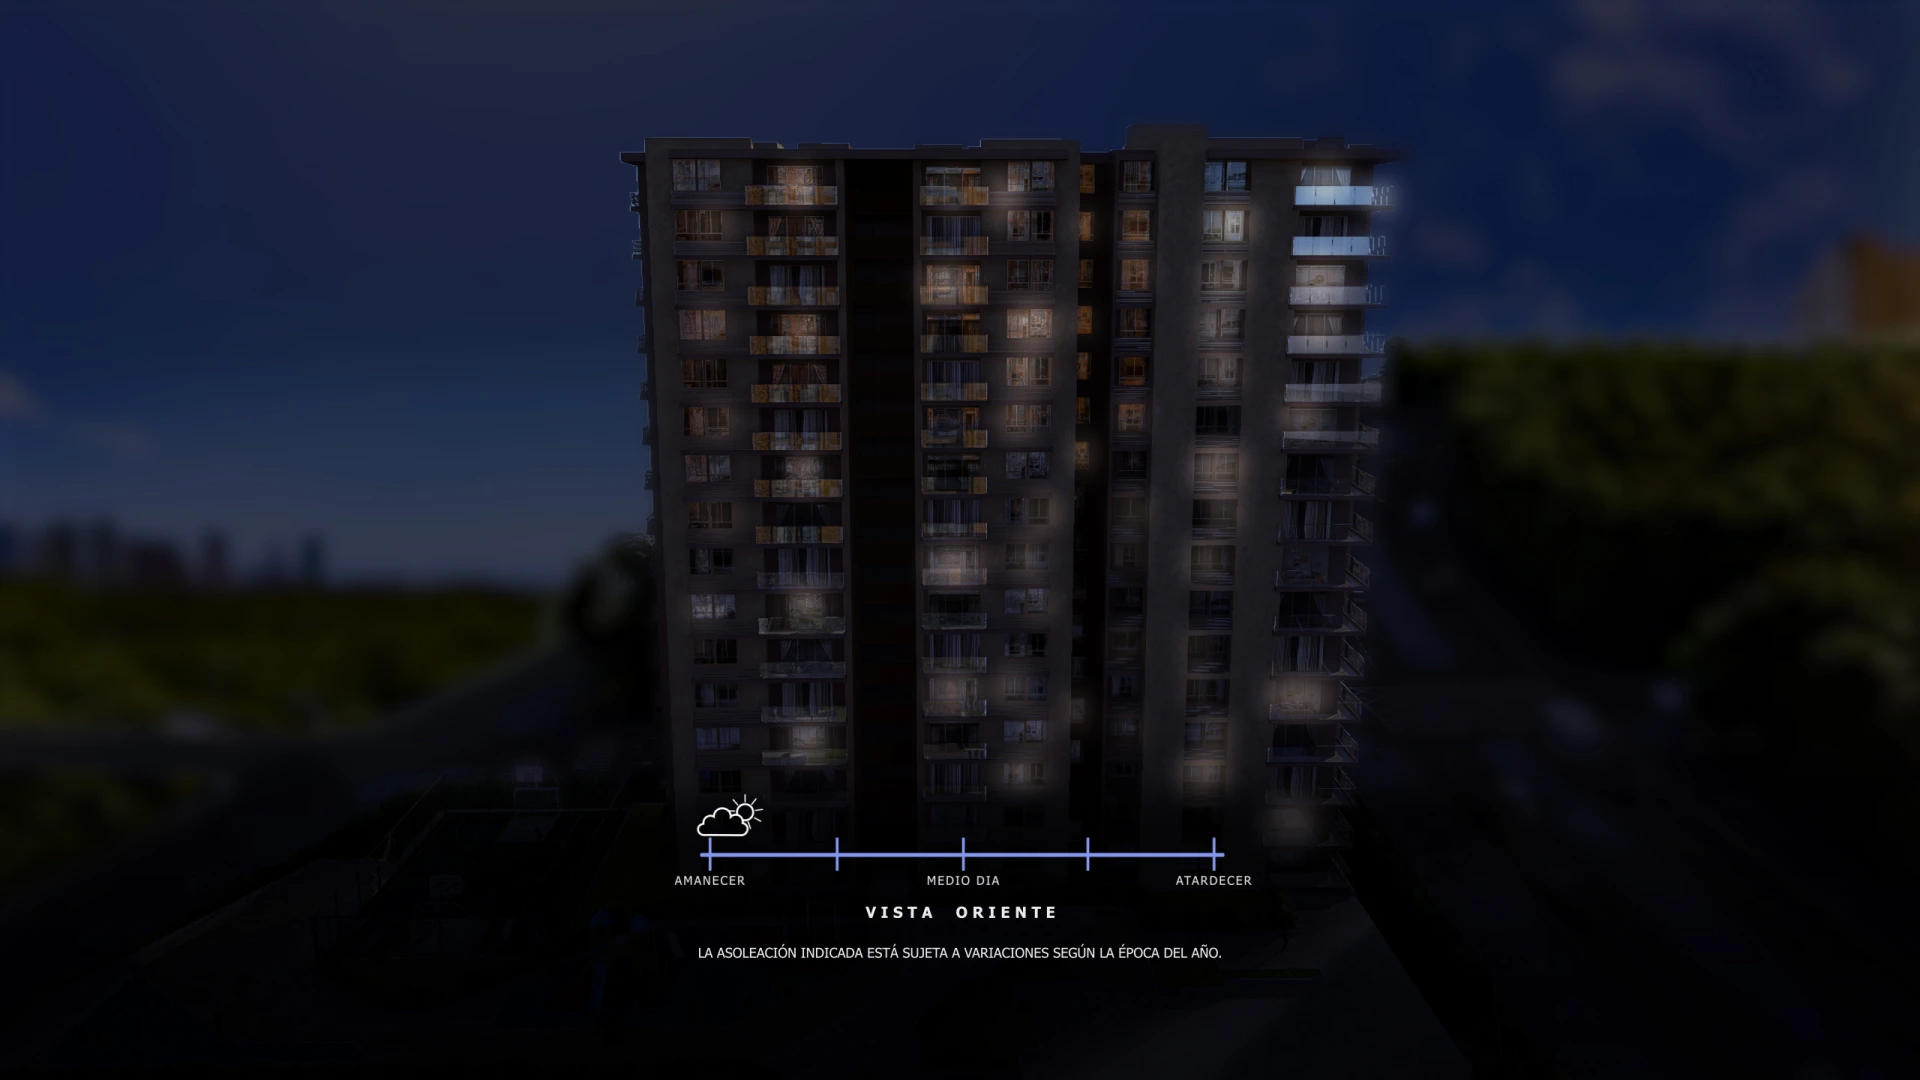 AMANECER MEDIO DIA ATARDECER
VISTA ORIENTE
LA ASOLEACIÓN INDICADA ESTÁ SUJETA A VARIACIONES SEGÚN LA ÉPOCA DEL AÑO.